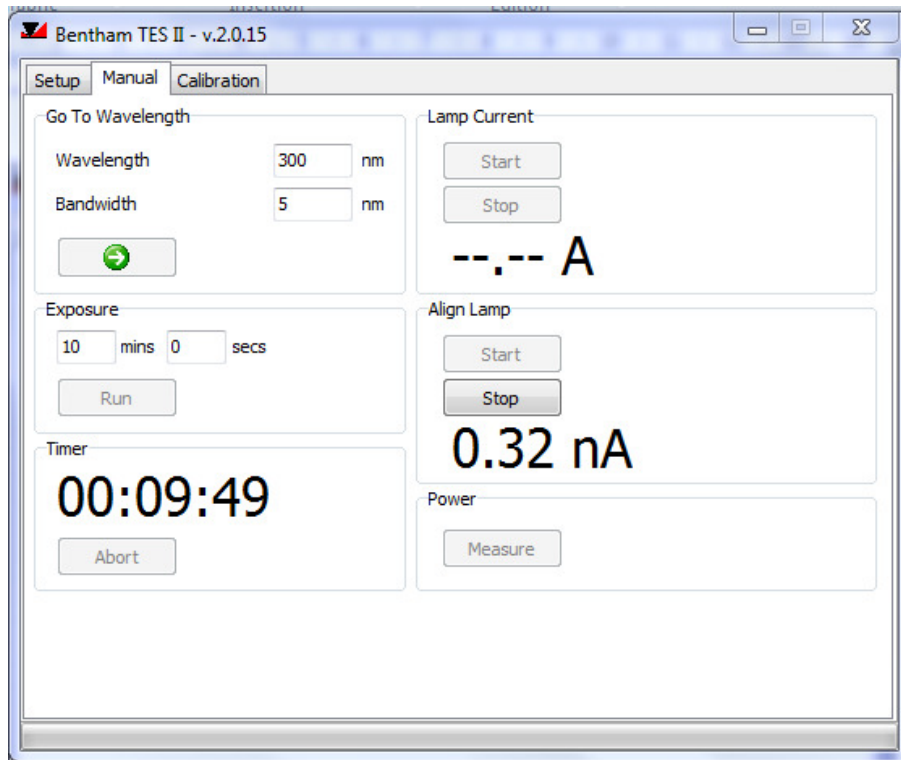 Bentham TES II - v.2.0.15
Setup Manual Calibration
Go To Wavelength
Wavelength 300 nm
Bandwidth 5 nm
Exposure
10 mins 0 secs
Run
Timer
00:09:49
Abort
Lamp Current
Start
Stop
--.-- A
Align Lamp
Start
Stop
0.32 nA
Power
Measure